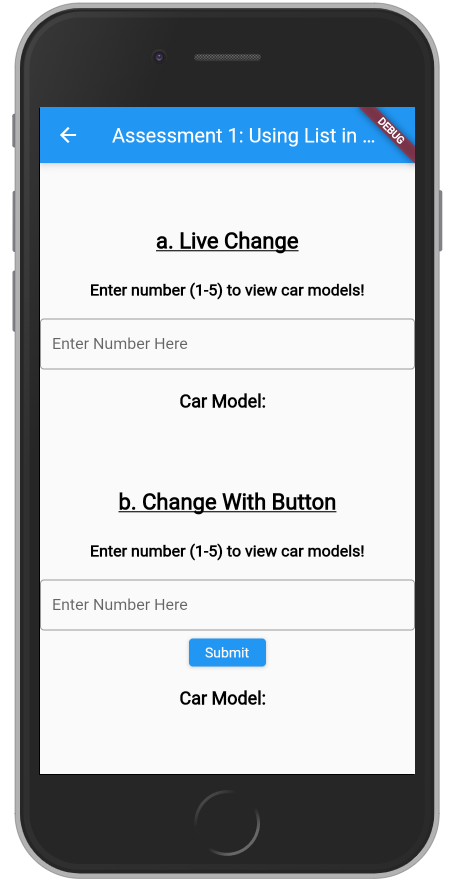 Assessment 1: Using List in ...
DEBUG
a. Live Change
Enter number (1-5) to view car models!
Enter Number Here
Car Model:
b. Change With Button
Enter number (1-5) to view car models!
Enter Number Here
Submit
Car Model: